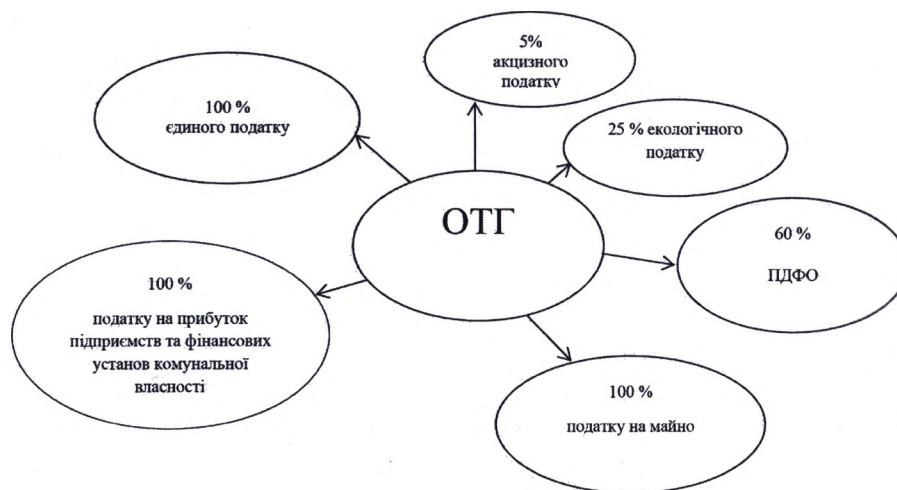 5%
акцизного
податку
100 %
єдиного податку
25 % екологічного
податку
ОТГ
60 %
ПДФО
100 %
податку на прибуток
підприємств та фінансових
установ комунальної
власності
100 %
податку на майно